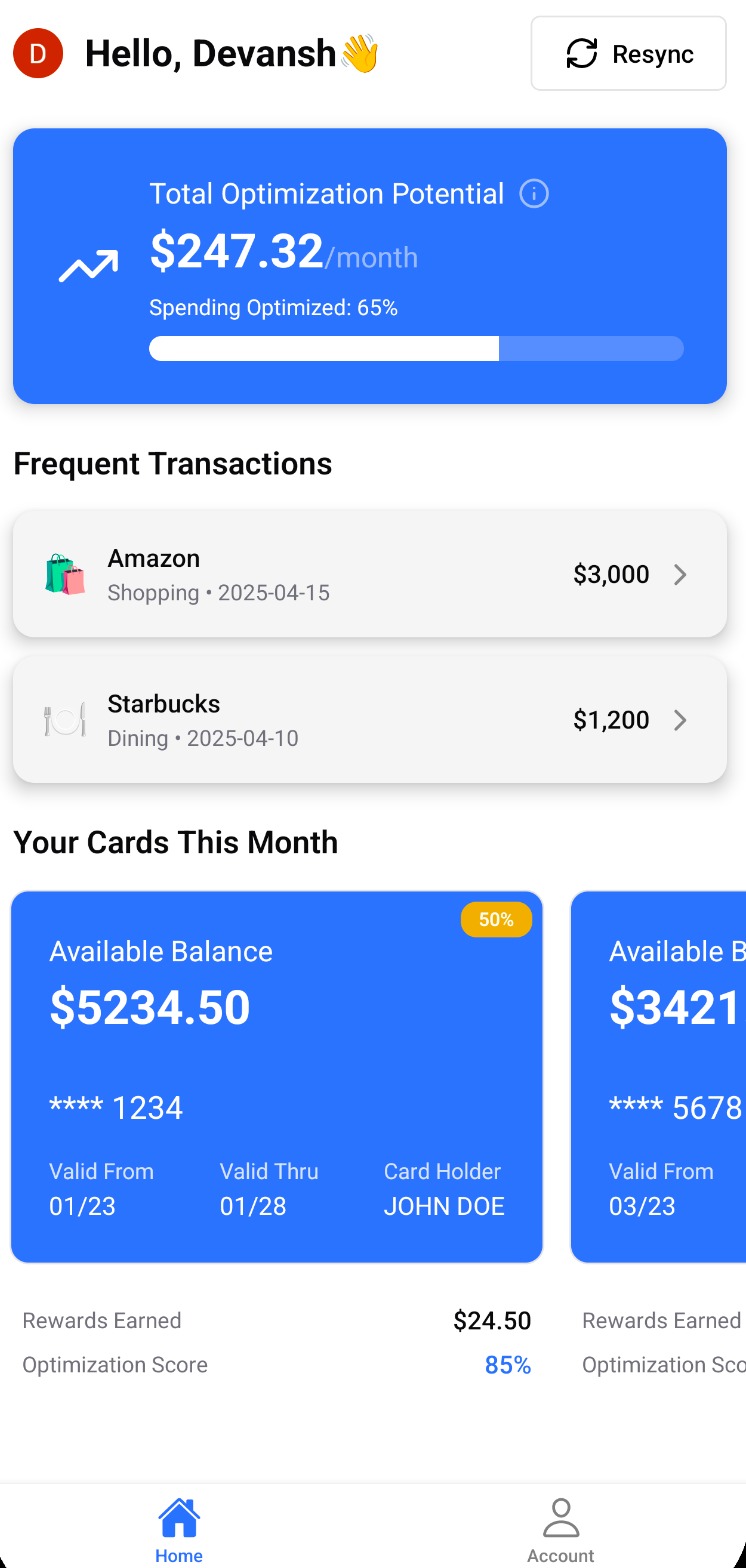 D
Hello, Devansh👋
Resync
Total Optimization Potential
$247.32/month
Spending Optimized: 65%
Frequent Transactions
Amazon
Shopping • 2025-04-15
$3,000
Starbucks
Dining • 2025-04-10
$1,200
Your Cards This Month
50%
Available Balance
$5234.50
**** 1234
Valid From Valid Thru Card Holder
01/23 01/28 JOHN DOE
Rewards Earned $24.50
Optimization Score 85%
Available B
$3421
**** 5678
Valid From
03/23
Rewards Earned
Optimization Sco
Home
Account